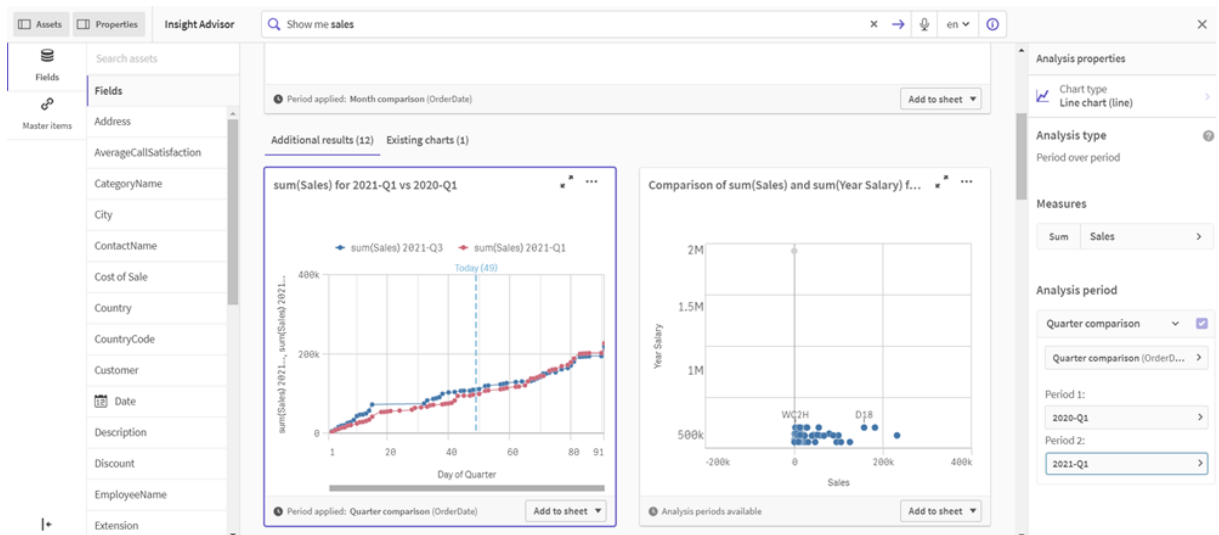 Assets
Properties
Insight Advisor
Show me sales
en
Fields
Master items
Search assets
Fields
Address
AverageCallSatisfaction
CategoryName
City
ContactName
Cost of Sale
Country
CountryCode
Customer
Date
Description
Discount
EmployeeName
Extension
Period applied: Month comparison (OrderDate)
Add to sheet
Additional results (12)
Existing charts (1)
sum(Sales) for 2021-Q1 vs 2020-Q1
sum(Sales) 2021-Q3
sum(Sales) 2021-Q1
Today (49)
sum(Sales) 2021..., sum(Sales) 2021...
400k
200k
0
1
20
40
60
80
91
Day of Quarter
Period applied: Quarter comparison (OrderDate)
Add to sheet
Comparison of sum(Sales) and sum(Year Salary) f...
Year Salary
2M
1.5M
1M
500k
WC2H
D18
-200k
0
200k
400k
Sales
Analysis periods available
Add to sheet
Analysis properties
Chart type
Line chart (line)
Analysis type
Period over period
Measures
Sum
Sales
Analysis period
Quarter comparison
Quarter comparison (OrderD...
Period 1:
2020-Q1
Period 2:
2021-Q1